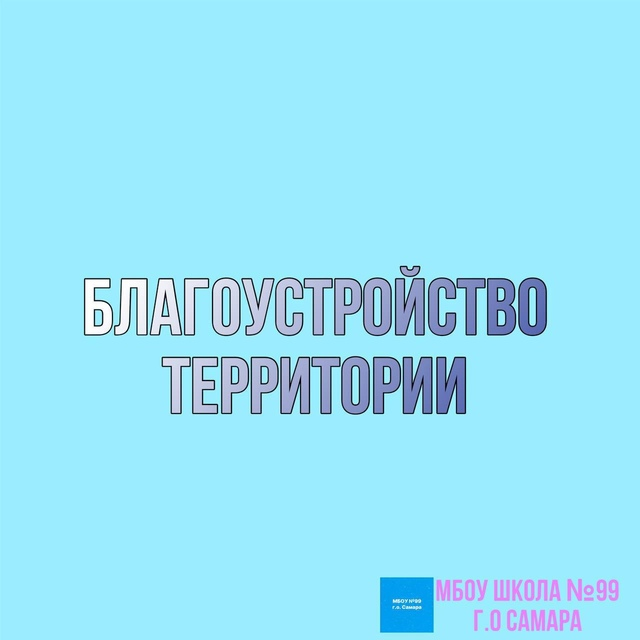 БЛАГОУСТРОЙСТВО
ТЕРРИТОРИИ
МБОУ №99
г.о. Самара
МБОУ ШКОЛА №99
Г.О САМАРА